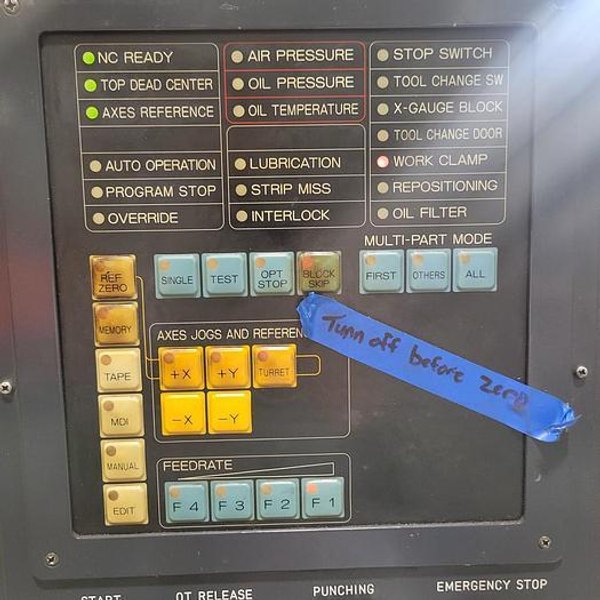 NC READY
TOP DEAD CENTER
AXES REFERENCE
AUTO OPERATION
PROGRAM STOP
OVERRIDE
AIR PRESSURE
OIL PRESSURE
OIL TEMPERATURE
LUBRICATION
STRIP MISS
INTERLOCK
STOP SWITCH
TOOL CHANGE SW
X-GAUGE BLOCK
TOOL CHANGE DOOR
WORK CLAMP
REPOSITIONING
OIL FILTER
MULTI-PART MODE
REF
ZERO
SINGLE
TEST
OPT
STOP
BLOCK
SKIP
FIRST
OTHERS
ALL
MEMORY
TAPE
MDI
MANUAL
EDIT
AXES JOGS AND REFEREN
+X
+Y
TURRET
-X
-Y
Turn off before zero
FEEDRATE
F 4
F 3
F 2
F 1
START
OT RELEASE
PUNCHING
EMERGENCY STOP